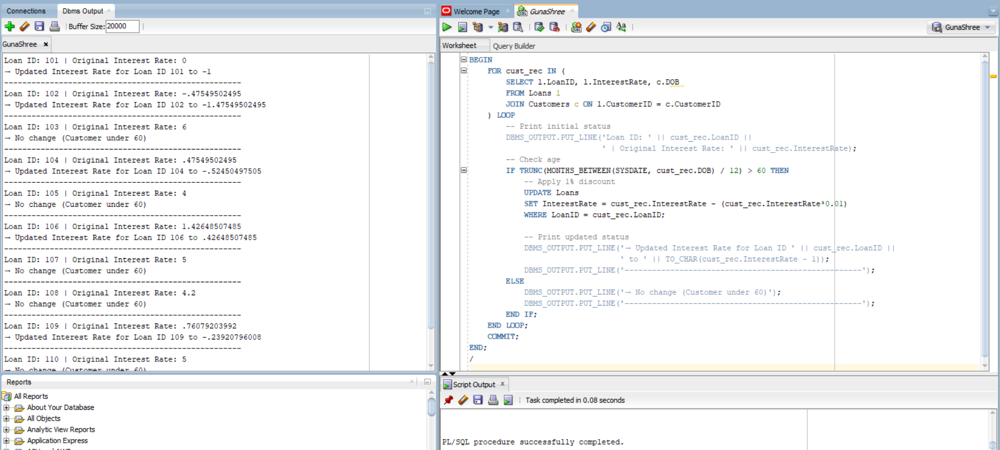 Connections
Dbms Output
Buffer Size: 20000
GunaShree
Loan ID: 101 | Original Interest Rate: 0
→ Updated Interest Rate for Loan ID 101 to -1
----------------------------------------------------
Loan ID: 102 | Original Interest Rate: -.47549502495
→ Updated Interest Rate for Loan ID 102 to -1.47549502495
----------------------------------------------------
Loan ID: 103 | Original Interest Rate: 6
→ No change (Customer under 60)
----------------------------------------------------
Loan ID: 104 | Original Interest Rate: .47549502495
→ Updated Interest Rate for Loan ID 104 to -.52450497505
----------------------------------------------------
Loan ID: 105 | Original Interest Rate: 4
→ No change (Customer under 60)
----------------------------------------------------
Loan ID: 106 | Original Interest Rate: 1.42648507485
→ Updated Interest Rate for Loan ID 106 to .42648507485
----------------------------------------------------
Loan ID: 107 | Original Interest Rate: 5
→ No change (Customer under 60)
----------------------------------------------------
Loan ID: 108 | Original Interest Rate: 4.2
→ No change (Customer under 60)
----------------------------------------------------
Loan ID: 109 | Original Interest Rate: .76079203992
→ Updated Interest Rate for Loan ID 109 to -.23920796008
----------------------------------------------------
Loan ID: 110 | Original Interest Rate: 5
→ No change (Customer under 60)
Reports
All Reports
About Your Database
All Objects
Analytic View Reports
Application Express
Welcome Page
GunaShree
GunaShree
Worksheet
Query Builder
BEGIN
FOR cust_rec IN (
SELECT l.LoanID, l.InterestRate, c.DOB
FROM Loans l
JOIN Customers c ON l.CustomerID = c.CustomerID
) LOOP
-- Print initial status
DBMS_OUTPUT.PUT_LINE('Loan ID: ' || cust_rec.LoanID ||
' | Original Interest Rate: ' || cust_rec.InterestRate);
-- Check age
IF TRUNC(MONTHS_BETWEEN(SYSDATE, cust_rec.DOB) / 12) > 60 THEN
-- Apply 1% discount
UPDATE Loans
SET InterestRate = cust_rec.InterestRate - (cust_rec.InterestRate*0.01)
WHERE LoanID = cust_rec.LoanID;
-- Print updated status
DBMS_OUTPUT.PUT_LINE('→ Updated Interest Rate for Loan ID ' || cust_rec.LoanID ||
' to ' || TO_CHAR(cust_rec.InterestRate - 1));
DBMS_OUTPUT.PUT_LINE('----------------------------------------------------');
ELSE
DBMS_OUTPUT.PUT_LINE('→ No change (Customer under 60)');
DBMS_OUTPUT.PUT_LINE('----------------------------------------------------');
END IF;
END LOOP;
COMMIT;
END;
/
Script Output
Task completed in 0.08 seconds
PL/SQL procedure successfully completed.